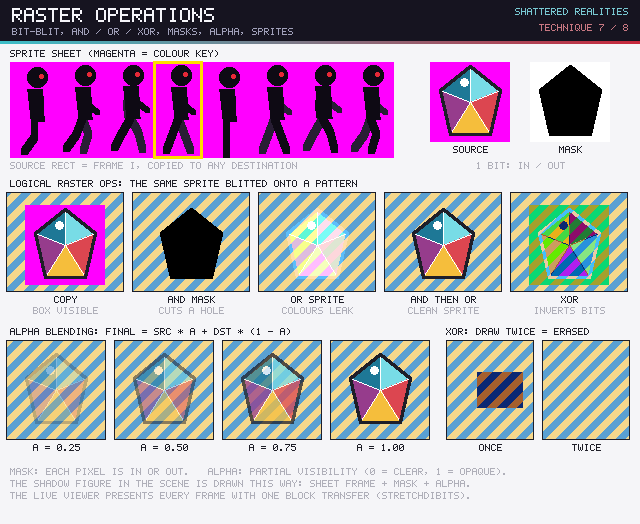 RASTER OPERATIONS
SHATTERED REALITIES
BIT-BLIT, AND / OR / XOR, MASKS, ALPHA, SPRITES
TECHNIQUE 7 / 8
SPRITE SHEET (MAGENTA = COLOUR KEY)
SOURCE
MASK
SOURCE RECT = FRAME I, COPIED TO ANY DESTINATION
1 BIT: IN / OUT
LOGICAL RASTER OPS: THE SAME SPRITE BLITTED ONTO A PATTERN
COPY
AND MASK
OR SPRITE
AND THEN OR
XOR
BOX VISIBLE
CUTS A HOLE
COLOURS LEAK
CLEAN SPRITE
INVERTS BITS
ALPHA BLENDING: FINAL = SRC * A + DST * (1 - A)
XOR: DRAW TWICE = ERASED
A = 0.25
A = 0.50
A = 0.75
A = 1.00
ONCE
TWICE
MASK: EACH PIXEL IS IN OR OUT. ALPHA: PARTIAL VISIBILITY (0 = CLEAR, 1 = OPAQUE).
THE SHADOW FIGURE IN THE SCENE IS DRAWN THIS WAY: SHEET FRAME + MASK + ALPHA.
THE LIVE VIEWER PRESENTS EVERY FRAME WITH ONE BLOCK TRANSFER (STRETCHDIBITS).